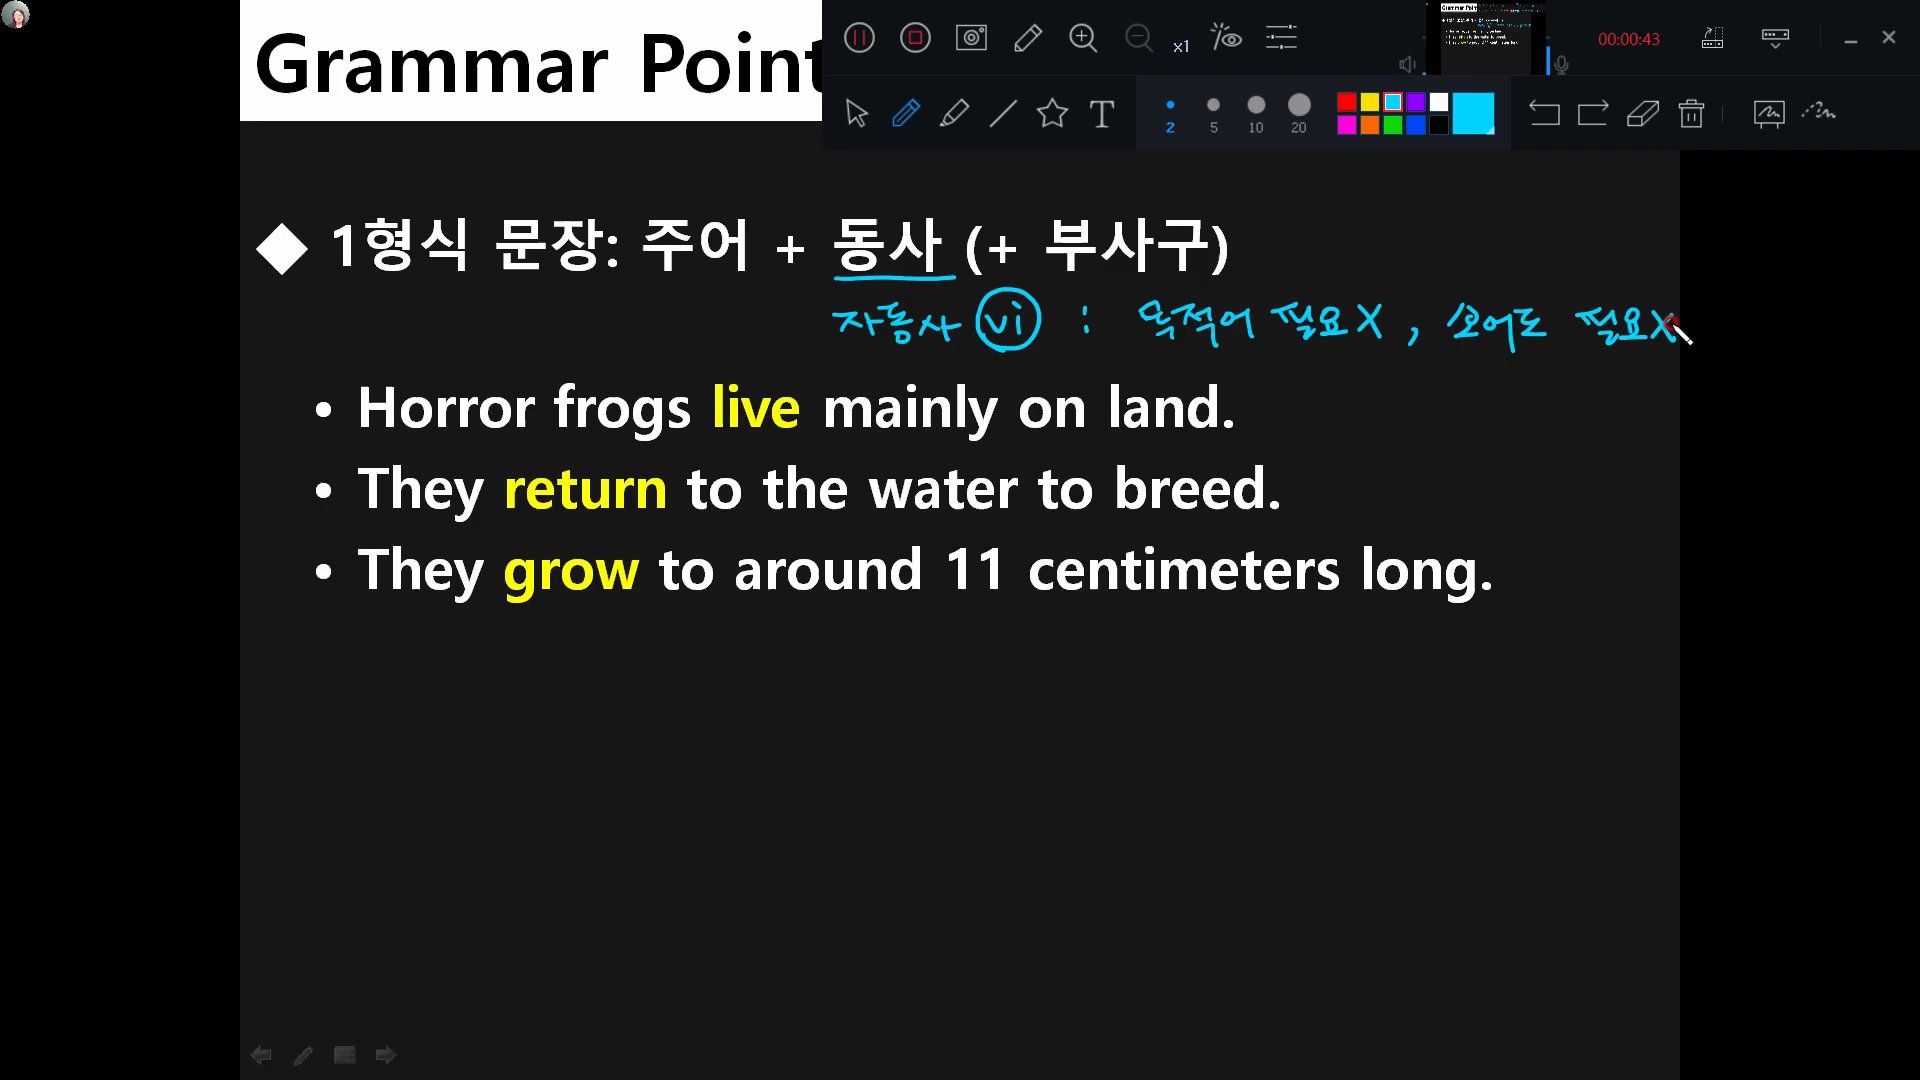 Grammar Point
x1
00:00:43
T
2 5 10 20
◆ 1형식 문장: 주어 + 동사 (+ 부사구)
자동사 vi : 목적어 필요X , 보어도 필요X
• Horror frogs live mainly on land.
• They return to the water to breed.
• They grow to around 11 centimeters long.